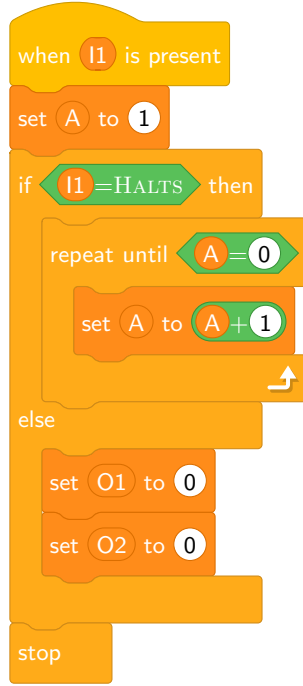 when I1 is present
set A to 1
if I1=HALTS then
repeat until A=0
set A to A+1
else
set O1 to 0
set O2 to 0
stop